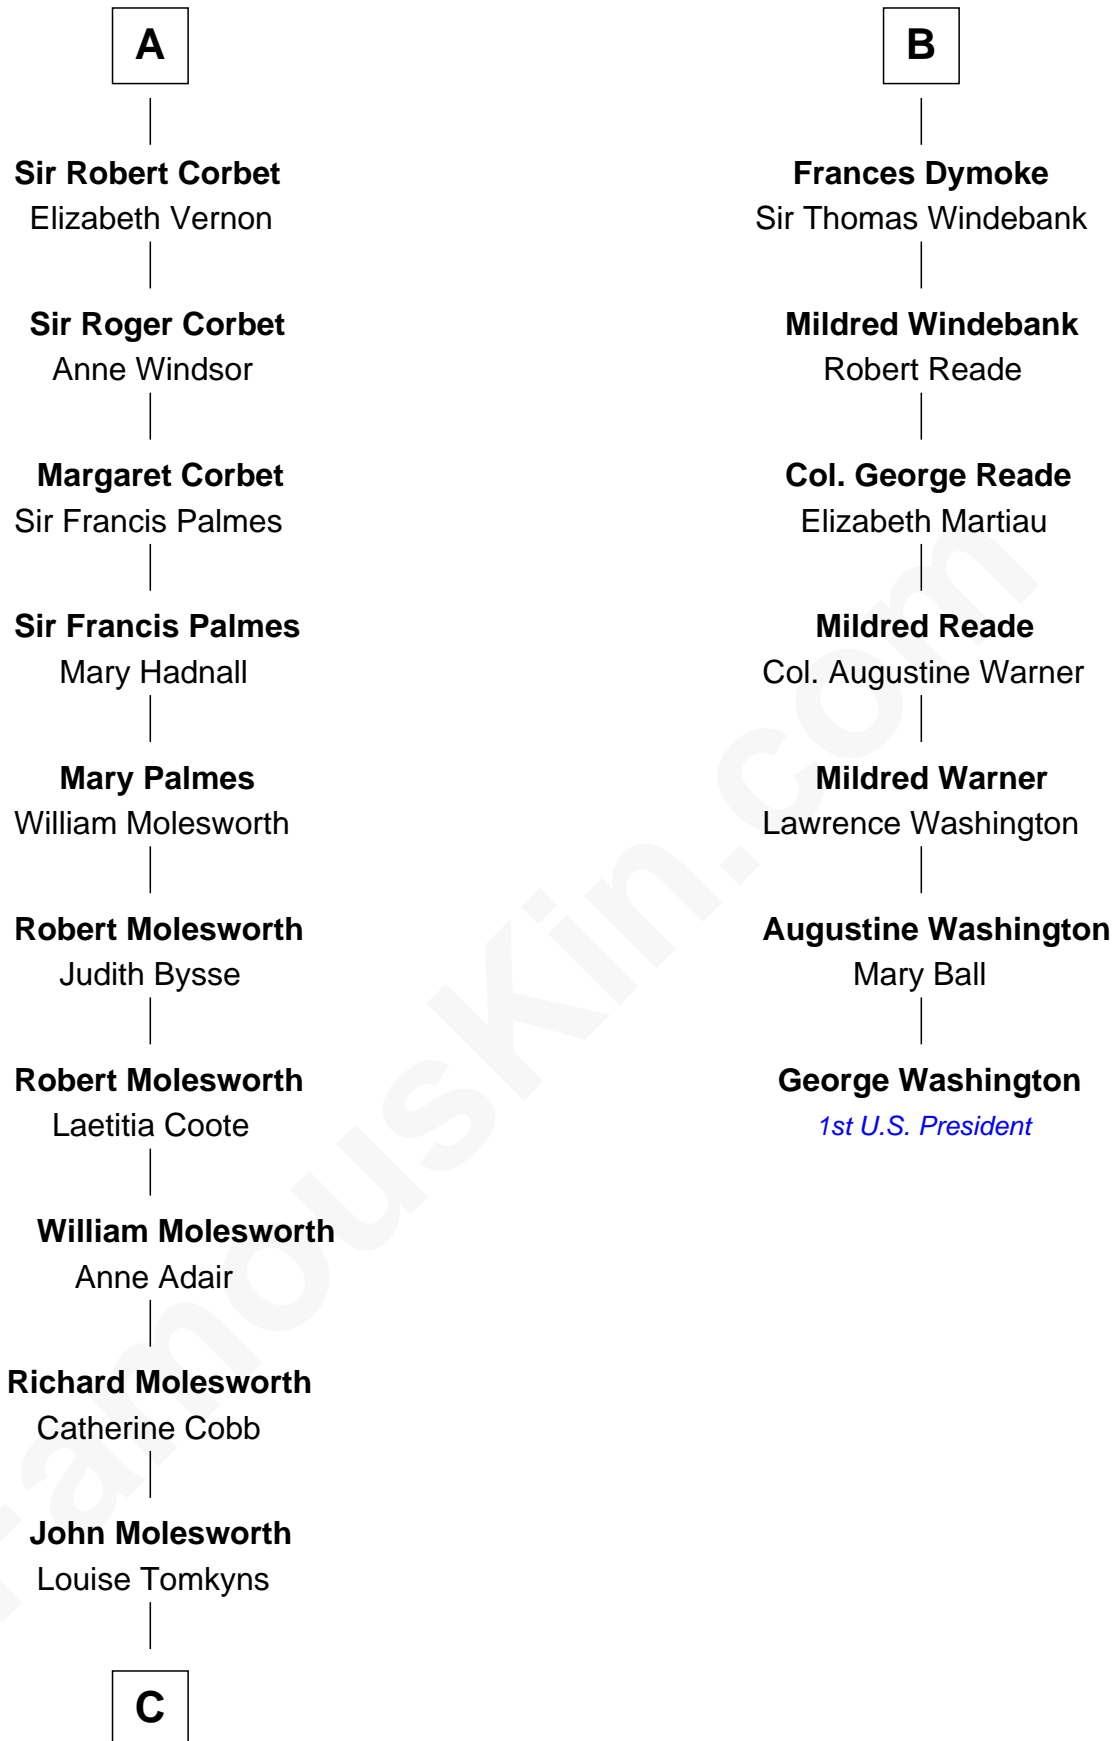 A
Sir Robert Corbet
Elizabeth Vernon
Sir Roger Corbet
Anne Windsor
Margaret Corbet
Sir Francis Palmes
Sir Francis Palmes
Mary Hadnall
Mary Palmes
William Molesworth
Robert Molesworth
Judith Bysse
Robert Molesworth
Laetitia Coote
William Molesworth
Anne Adair
Richard Molesworth
Catherine Cobb
John Molesworth
Louise Tomkyns
C
B
Frances Dymoke
Sir Thomas Windebank
Mildred Windebank
Robert Reade
Col. George Reade
Elizabeth Martiau
Mildred Reade
Col. Augustine Warner
Mildred Warner
Lawrence Washington
Augustine Washington
Mary Ball
George Washington
1st U.S. President
FamousKin.com